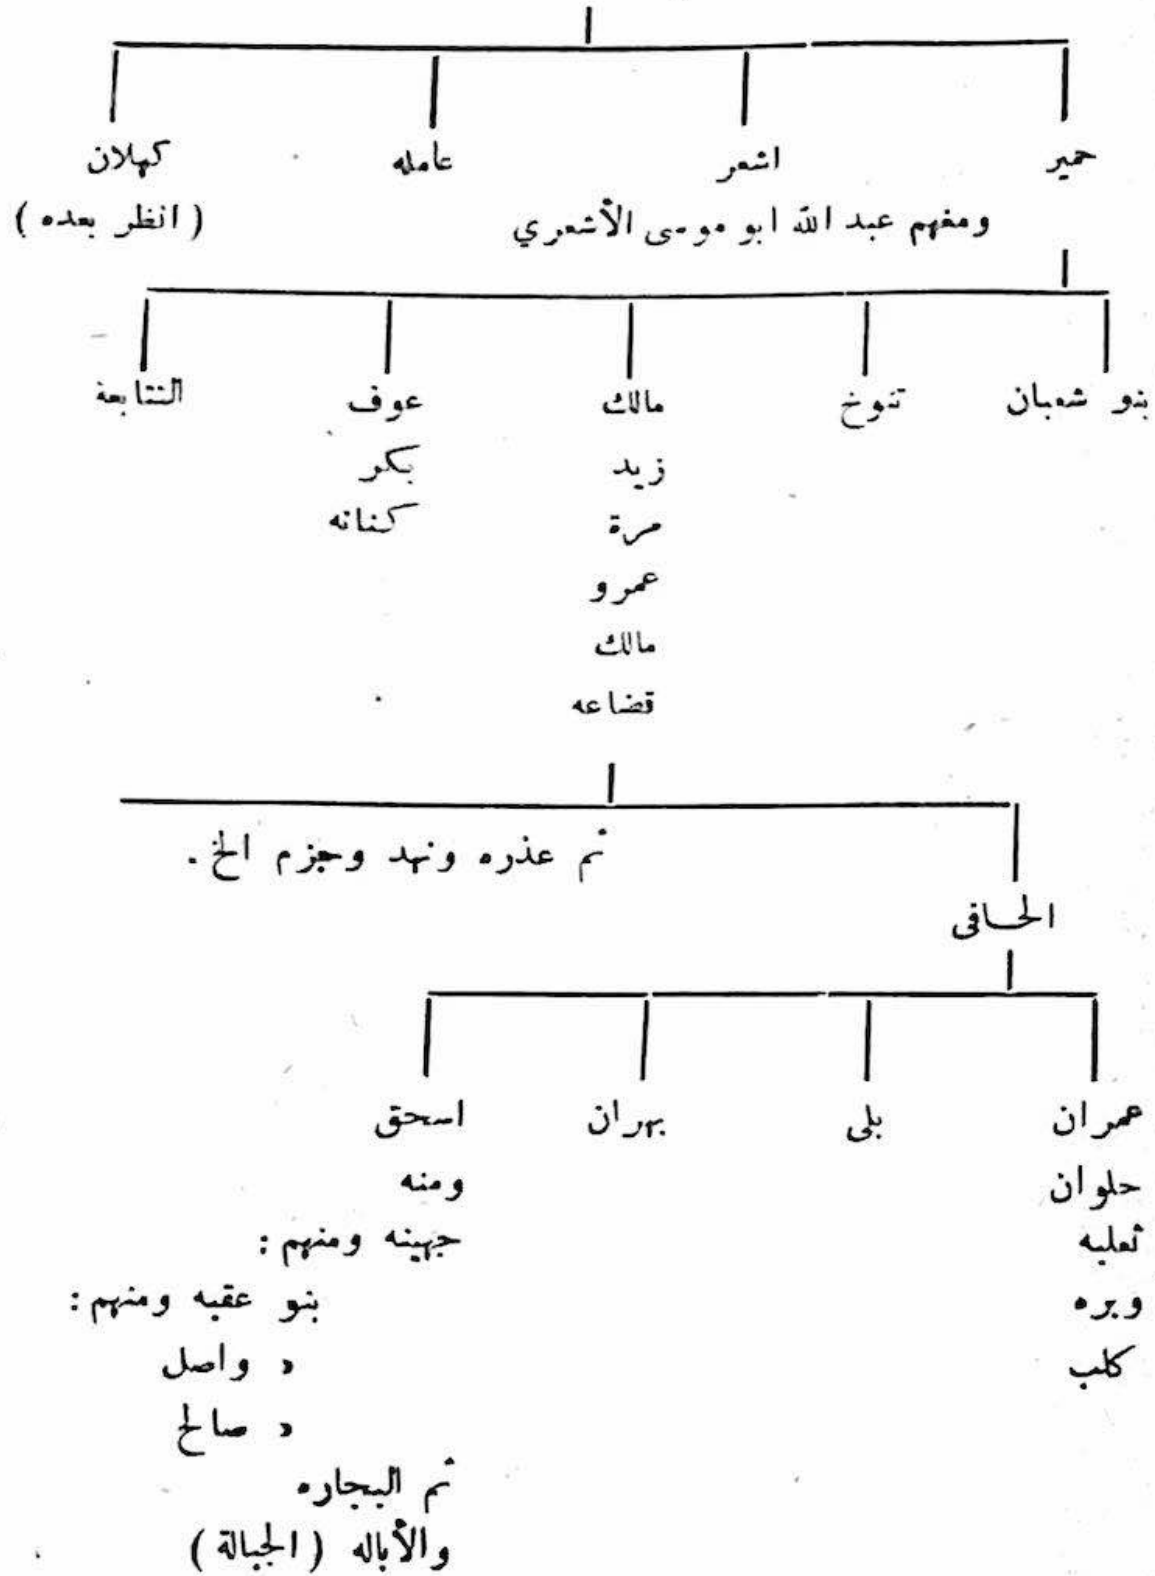 حمير اشعر عامله كهلان
ومنهم عبد الله ابو موسى الأشعري (انظر بعده)
بنو شعبان تنوخ مالك عوف التتابعة
زيد بكر
مرة كنانه
عمرو
مالك
قضاعه
ثم عذره ونهد وجزم الخ.
الحافى
عمران بلى بهران اسحق
حلوان ومنه
ثعلبه جهينه ومنهم:
وبره بنو عقبه ومنهم:
كلب « واصل
« صالح
ثم البجاره
والأباله (الجبالة)